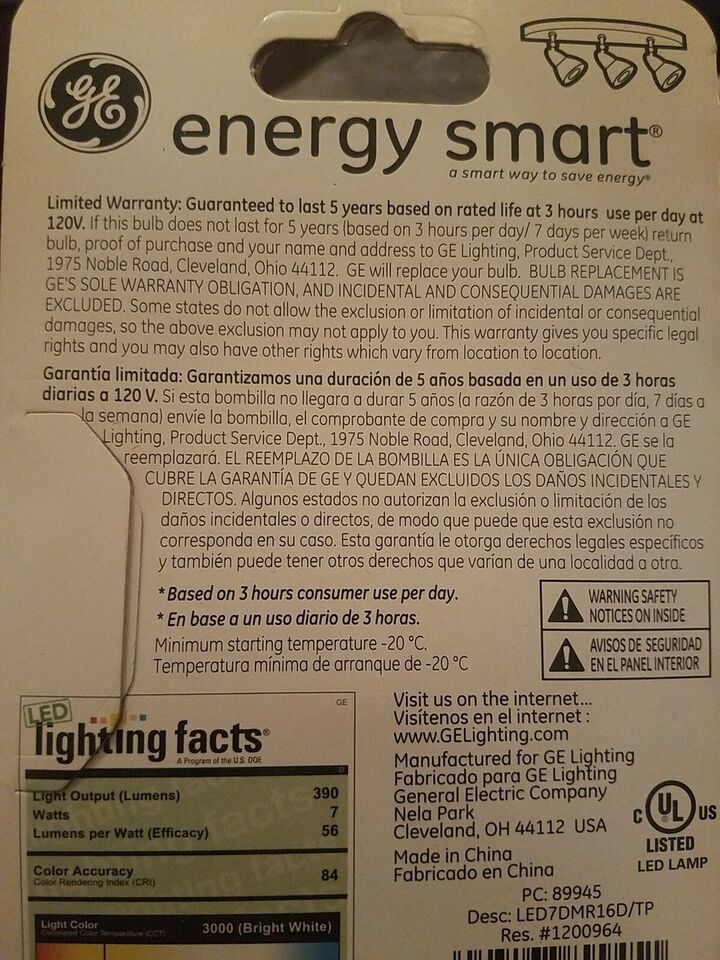 GE
energy smart®
a smart way to save energy®
Limited Warranty: Guaranteed to last 5 years based on rated life at 3 hours use per day at
120V. If this bulb does not last for 5 years (based on 3 hours per day/ 7 days per week) return
bulb, proof of purchase and your name and address to GE Lighting, Product Service Dept.,
1975 Noble Road, Cleveland, Ohio 44112. GE will replace your bulb. BULB REPLACEMENT IS
GE'S SOLE WARRANTY OBLIGATION, AND INCIDENTAL AND CONSEQUENTIAL DAMAGES ARE
EXCLUDED. Some states do not allow the exclusion or limitation of incidental or consequential
damages, so the above exclusion may not apply to you. This warranty gives you specific legal
rights and you may also have other rights which vary from location to location.
Garantía limitada: Garantizamos una duración de 5 años basada en un uso de 3 horas
diarias a 120 V. Si esta bombilla no llegara a durar 5 años (a razón de 3 horas por día, 7 días a
la semana) envíe la bombilla, el comprobante de compra y su nombre y dirección a GE
Lighting, Product Service Dept., 1975 Noble Road, Cleveland, Ohio 44112. GE se la
reemplazará. EL REEMPLAZO DE LA BOMBILLA ES LA ÚNICA OBLIGACIÓN QUE
CUBRE LA GARANTÍA DE GE Y QUEDAN EXCLUIDOS LOS DAÑOS INCIDENTALES Y
DIRECTOS. Algunos estados no autorizan la exclusión o limitación de los
daños incidentales o directos, de modo que puede que esta exclusión no
corresponda en su caso. Esta garantía le otorga derechos legales específicos
y también puede tener otros derechos que varían de una localidad a otra.
* Based on 3 hours consumer use per day.
* En base a un uso diario de 3 horas.
Minimum starting temperature -20 °C.
Temperatura mínima de arranque de -20 °C
WARNING SAFETY
NOTICES ON INSIDE
AVISOS DE SEGURIDAD
EN EL PANEL INTERIOR
GE
LED
lighting facts®
A Program of the U.S. DOE
Light Output (Lumens) 390
Watts 7
Lumens per Watt (Efficacy) 56
Color Accuracy 84
Color Rendering Index (CRI)
Light Color 3000 (Bright White)
Correlated Color Temperature (CCT)
Visit us on the internet...
Visítenos en el internet :
www.GELighting.com
Manufactured for GE Lighting
Fabricado para GE Lighting
General Electric Company
Nela Park
Cleveland, OH 44112 USA
Made in China
Fabricado en China
C UL US
LISTED
LED LAMP
PC: 89945
Desc: LED7DMR16D/TP
Res. #1200964